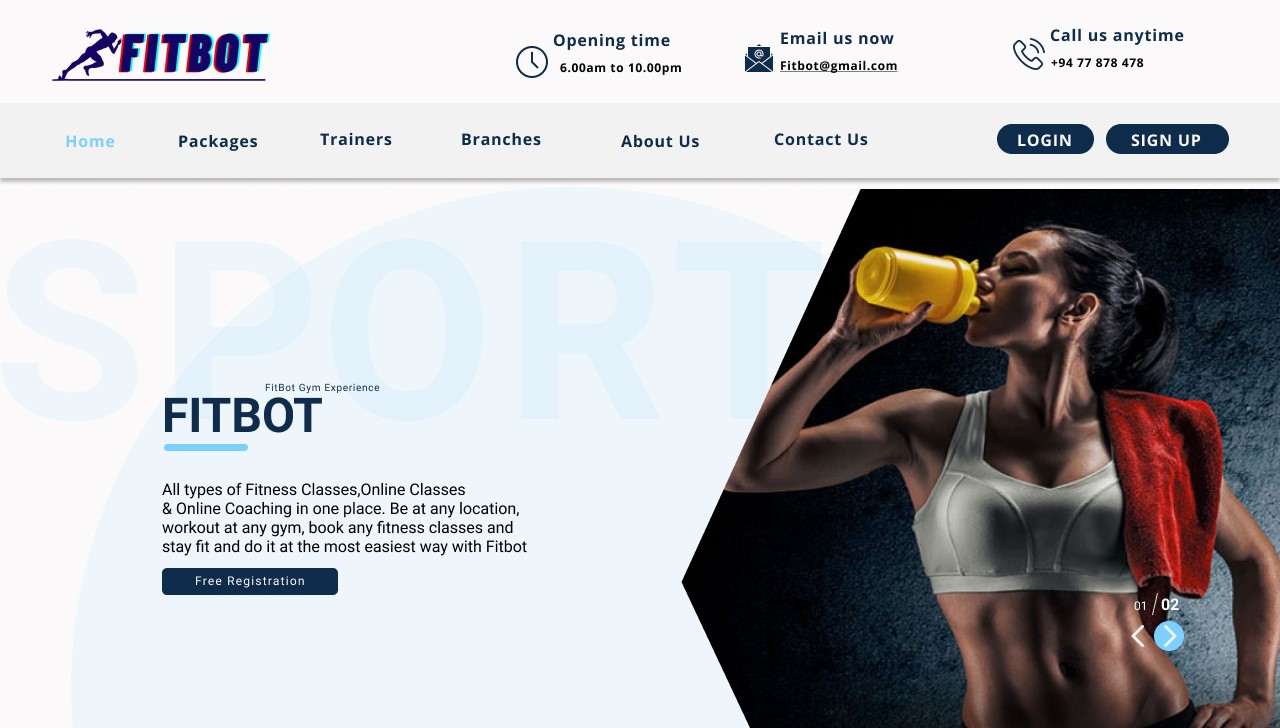 FITBOT
Opening time
6.00am to 10.00pm
Email us now
Fitbot@gmail.com
Call us anytime
+94 77 878 478
Home
Packages
Trainers
Branches
About Us
Contact Us
LOGIN
SIGN UP
SPORT
FitBot Gym Experience
FITBOT
All types of Fitness Classes,Online Classes
& Online Coaching in one place. Be at any location,
workout at any gym, book any fitness classes and
stay fit and do it at the most easiest way with Fitbot
Free Registration
01 / 02